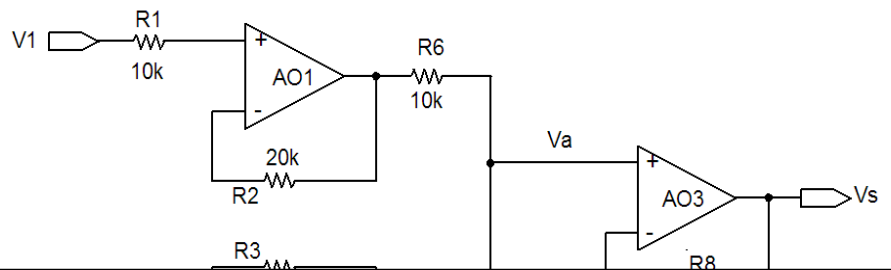 R1
V1
10k
+
AO1
-
R6
10k
20k
R2
Va
+
AO3
-
Vs
R3
R8